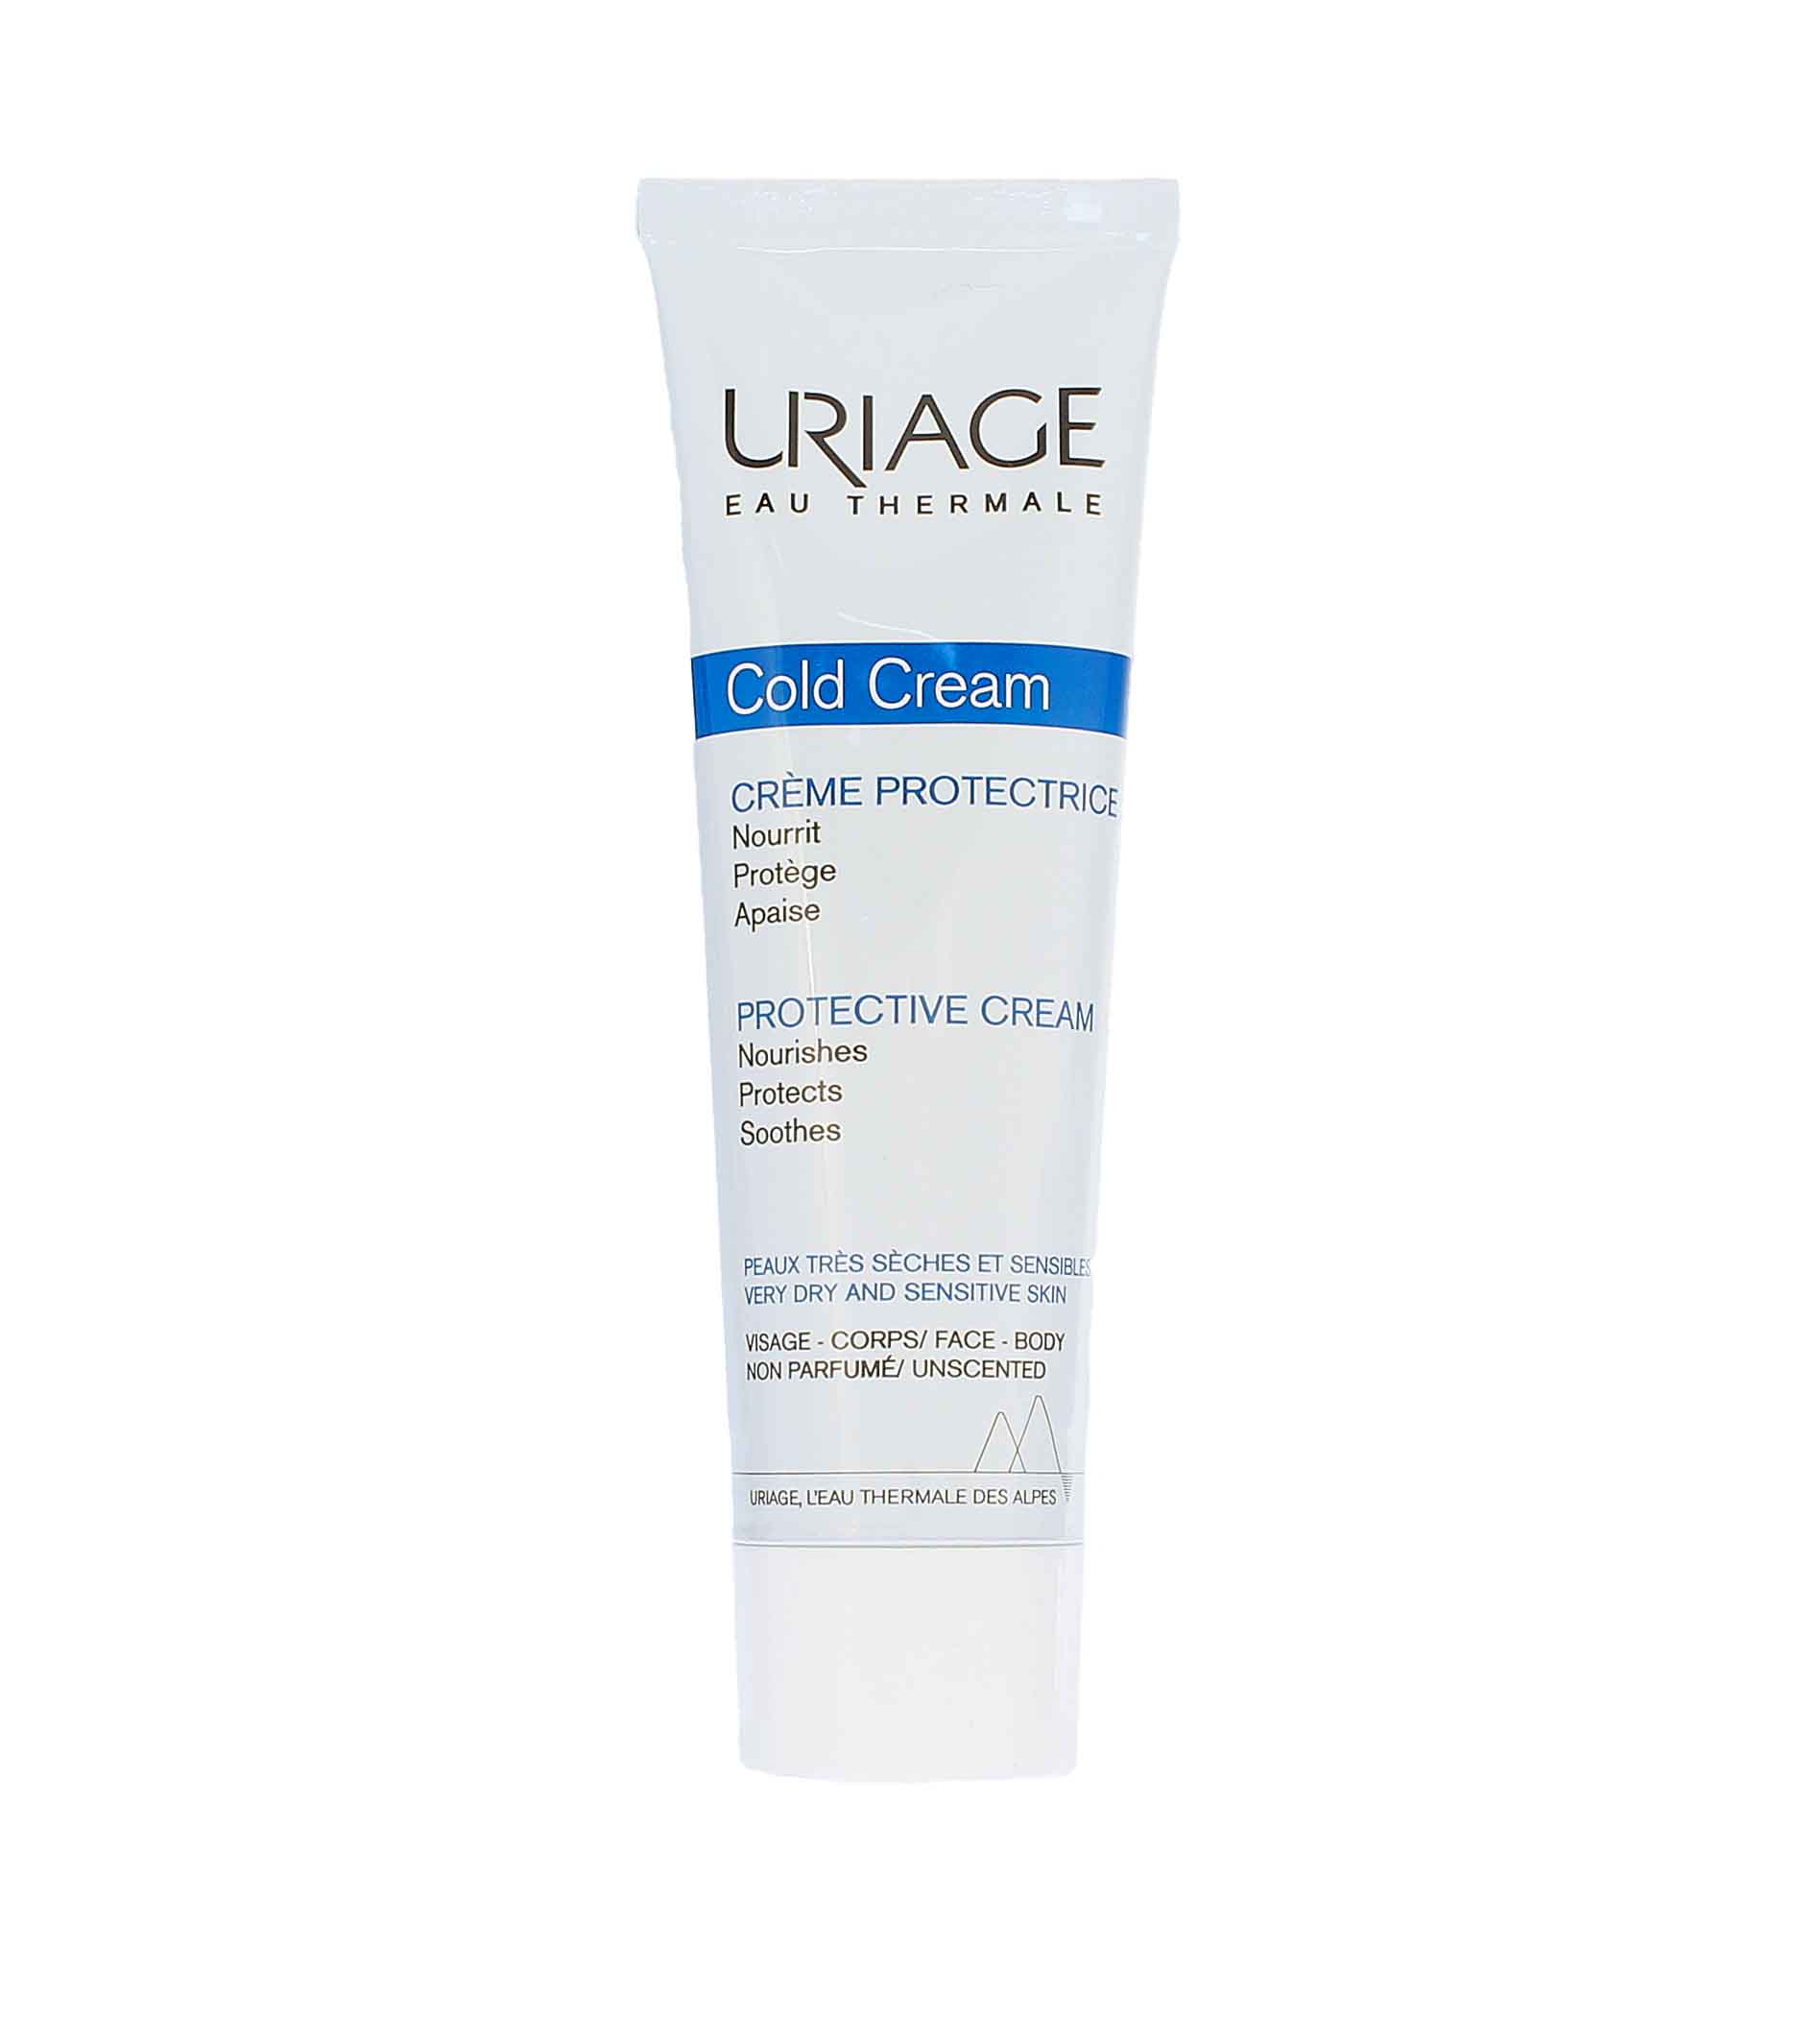 URIAGE
EAU THERMALE
Cold Cream
CRÈME PROTECTRICE
Nourrit
Protège
Apaise
PROTECTIVE CREAM
Nourishes
Protects
Soothes
PEAUX TRÈS SÈCHES ET SENSIBLES
VERY DRY AND SENSITIVE SKIN
VISAGE - CORPS/ FACE - BODY
NON PARFUMÉ/ UNSCENTED
URIAGE, L'EAU THERMALE DES ALPES